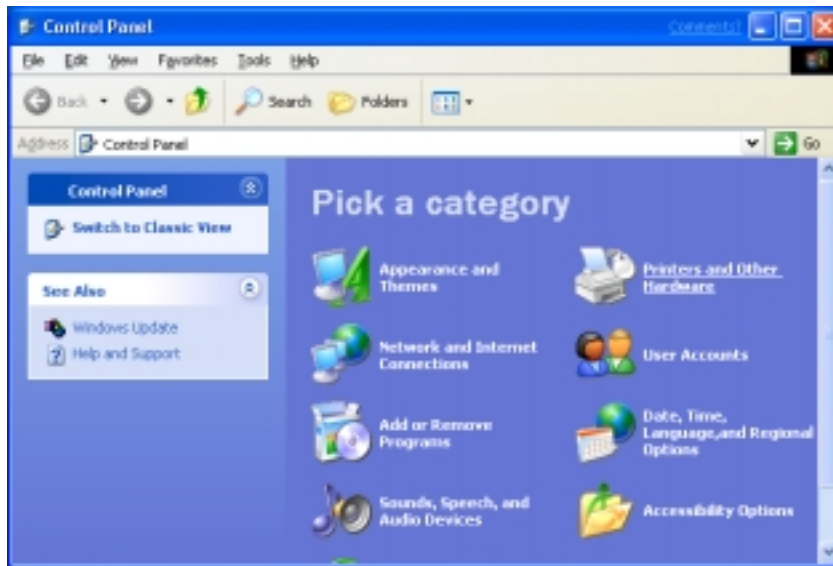 Control Panel
Comments?
File Edit View Favorites Tools Help
Back Search Folders
Address Control Panel Go
Control Panel
Switch to Classic View
See Also
Windows Update
Help and Support
Pick a category
Appearance and
Themes
Printers and Other
Hardware
Network and Internet
Connections
User Accounts
Add or Remove
Programs
Date, Time,
Language,and Regional
Options
Sounds, Speech, and
Audio Devices
Accessibility Options